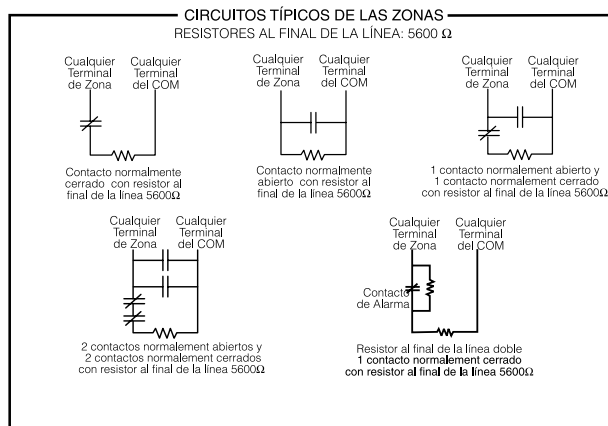 CIRCUITOS TÍPICOS DE LAS ZONAS
RESISTORES AL FINAL DE LA LÍNEA: 5600 Ω
Cualquier
Terminal
de Zona
Cualquier
Terminal
del COM
Contacto normalmente
cerrado con resistor al
final de la línea 5600Ω
Cualquier
Terminal
de Zona
Cualquier
Terminal
del COM
Contacto normalmente
abierto con resistor al
final de la línea 5600Ω
Cualquier
Terminal
de Zona
Cualquier
Terminal
del COM
1 contacto normalement abierto y
1 contacto normalement cerrado
con resistor al final de la línea 5600Ω
Cualquier
Terminal
de Zona
Cualquier
Terminal
del COM
2 contactos normalement abiertos y
2 contactos normalement cerrados
con resistor al final de la línea 5600Ω
Cualquier
Terminal
de Zona
Cualquier
Terminal
del COM
Contacto
de Alarma
Resistor al final de la línea doble
1 contacto normalement cerrado
con resistor al final de la línea 5600Ω